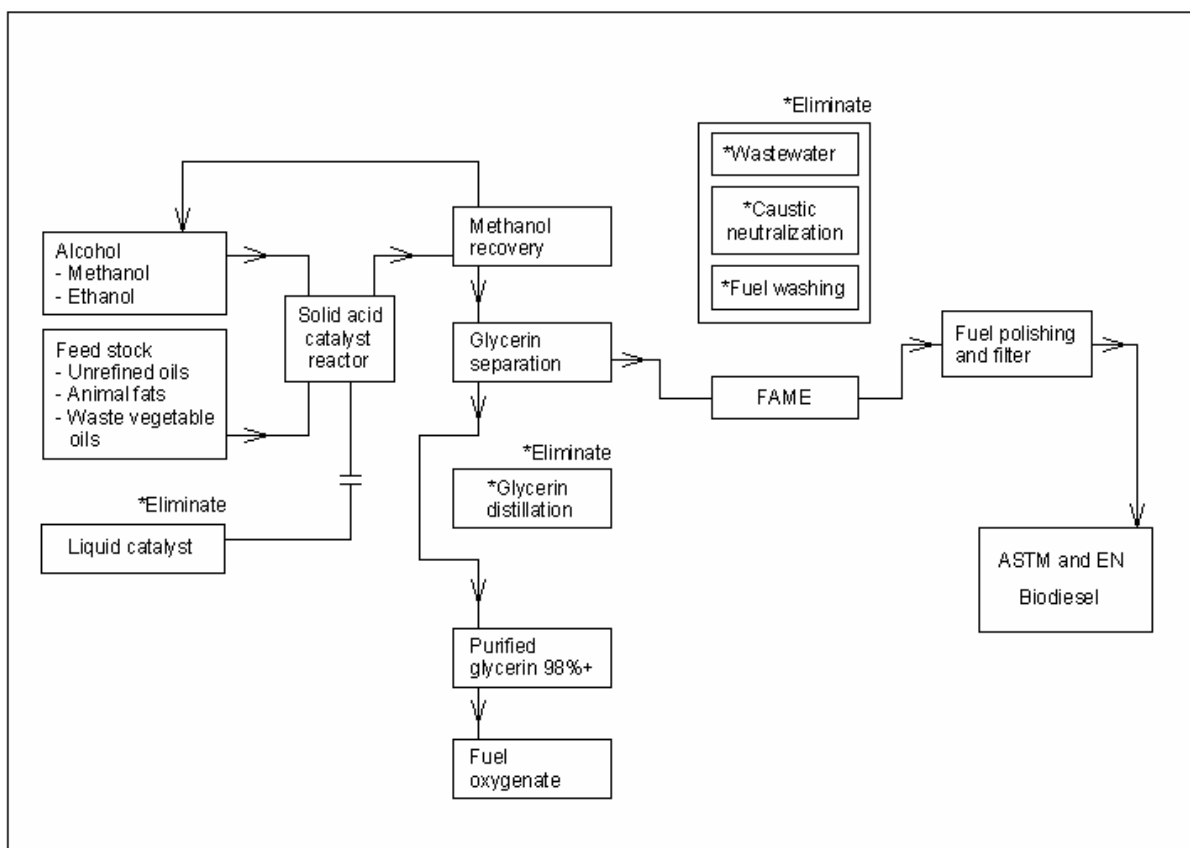 *Eliminate
*Wastewater
*Caustic
neutralization
*Fuel washing
Methanol
recovery
Alcohol
- Methanol
- Ethanol
Solid acid
catalyst
reactor
Feed stock
- Unrefined oils
- Animal fats
- Waste vegetable
oils
Glycerin
separation
FAME
Fuel polishing
and filter
*Eliminate
*Glycerin
distillation
*Eliminate
Liquid catalyst
ASTM and EN
Biodiesel
Purified
glycerin 98%+
Fuel
oxygenate